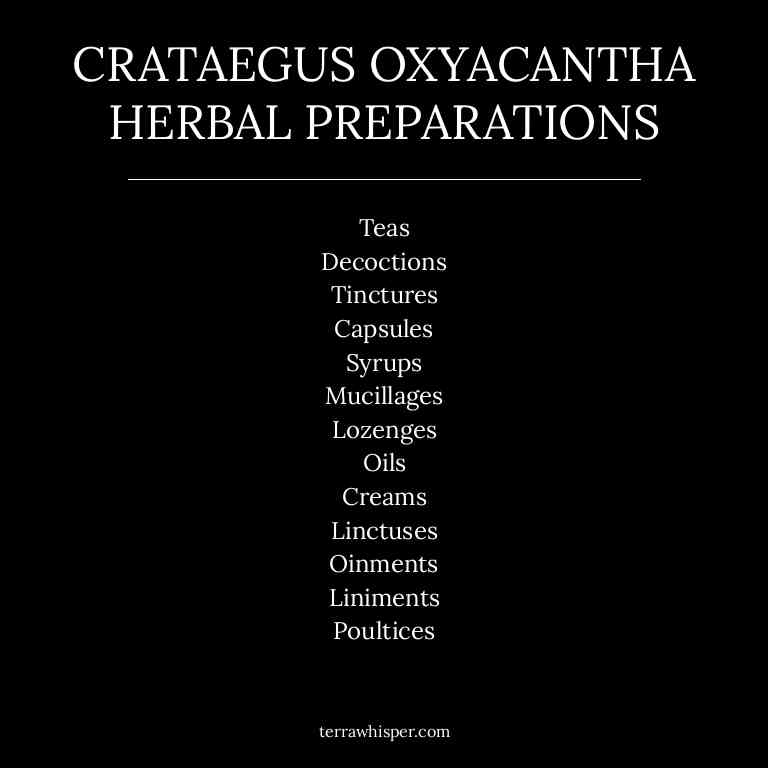 CRATAEGUS OXYACANTHA
HERBAL PREPARATIONS
Teas
Decoctions
Tinctures
Capsules
Syrups
Mucillages
Lozenges
Oils
Creams
Linctuses
Oinments
Liniments
Poultices
terrawhisper.com